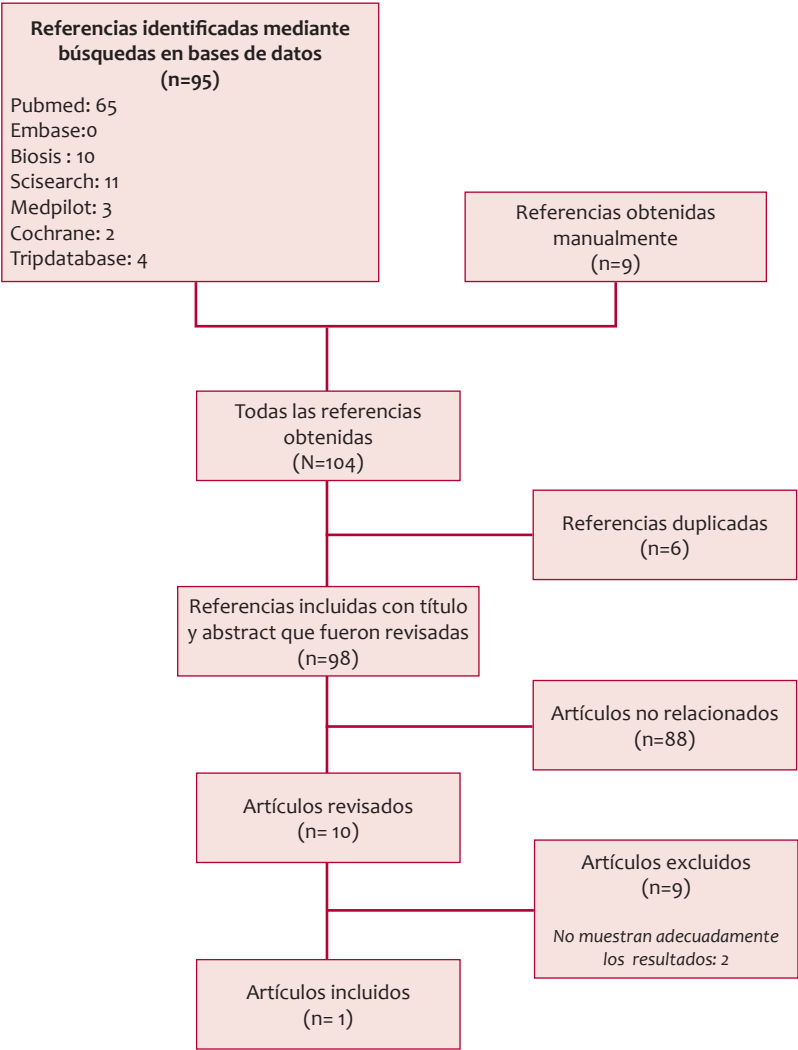 Referencias identificadas mediante
búsquedas en bases de datos
(n=95)
Pubmed: 65
Embase:0
Biosis : 10
Scisearch: 11
Medpilot: 3
Cochrane: 2
Tripdatabase: 4
Referencias obtenidas
manualmente
(n=9)
Todas las referencias
obtenidas
(N=104)
Referencias duplicadas
(n=6)
Referencias incluidas con título
y abstract que fueron revisadas
(n=98)
Artículos no relacionados
(n=88)
Artículos revisados
(n= 10)
Artículos excluidos
(n=9)
No muestran adecuadamente
los resultados: 2
Artículos incluidos
(n= 1)